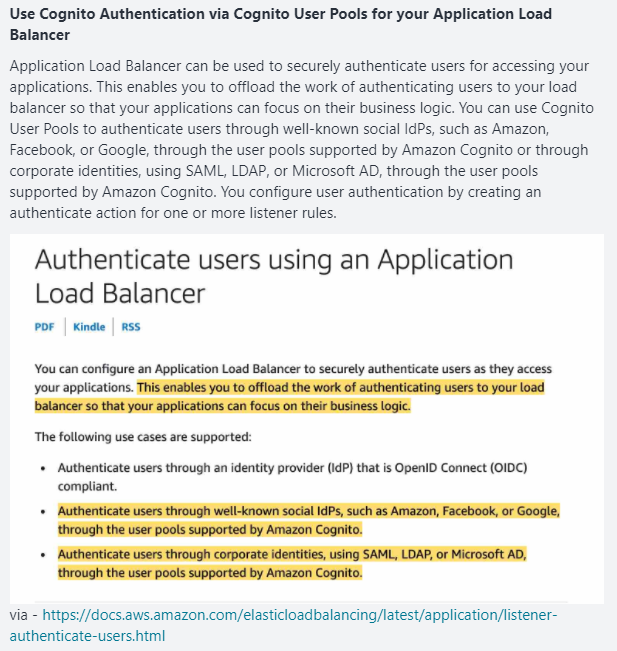 Use Cognito Authentication via Cognito User Pools for your Application Load
Balancer
Application Load Balancer can be used to securely authenticate users for accessing your
applications. This enables you to offload the work of authenticating users to your load
balancer so that your applications can focus on their business logic. You can use Cognito
User Pools to authenticate users through well-known social IdPs, such as Amazon,
Facebook, or Google, through the user pools supported by Amazon Cognito or through
corporate identities, using SAML, LDAP, or Microsoft AD, through the user pools
supported by Amazon Cognito. You configure user authentication by creating an
authenticate action for one or more listener rules.
Authenticate users using an Application
Load Balancer
PDF | Kindle | RSS
You can configure an Application Load Balancer to securely authenticate users as they access
your applications. This enables you to offload the work of authenticating users to your load
balancer so that your applications can focus on their business logic.
The following use cases are supported:
• Authenticate users through an identity provider (IdP) that is OpenID Connect (OIDC)
compliant.
• Authenticate users through well-known social IdPs, such as Amazon, Facebook, or Google,
through the user pools supported by Amazon Cognito.
• Authenticate users through corporate identities, using SAML, LDAP, or Microsoft AD,
through the user pools supported by Amazon Cognito.
via - https://docs.aws.amazon.com/elasticloadbalancing/latest/application/listener-
authenticate-users.html